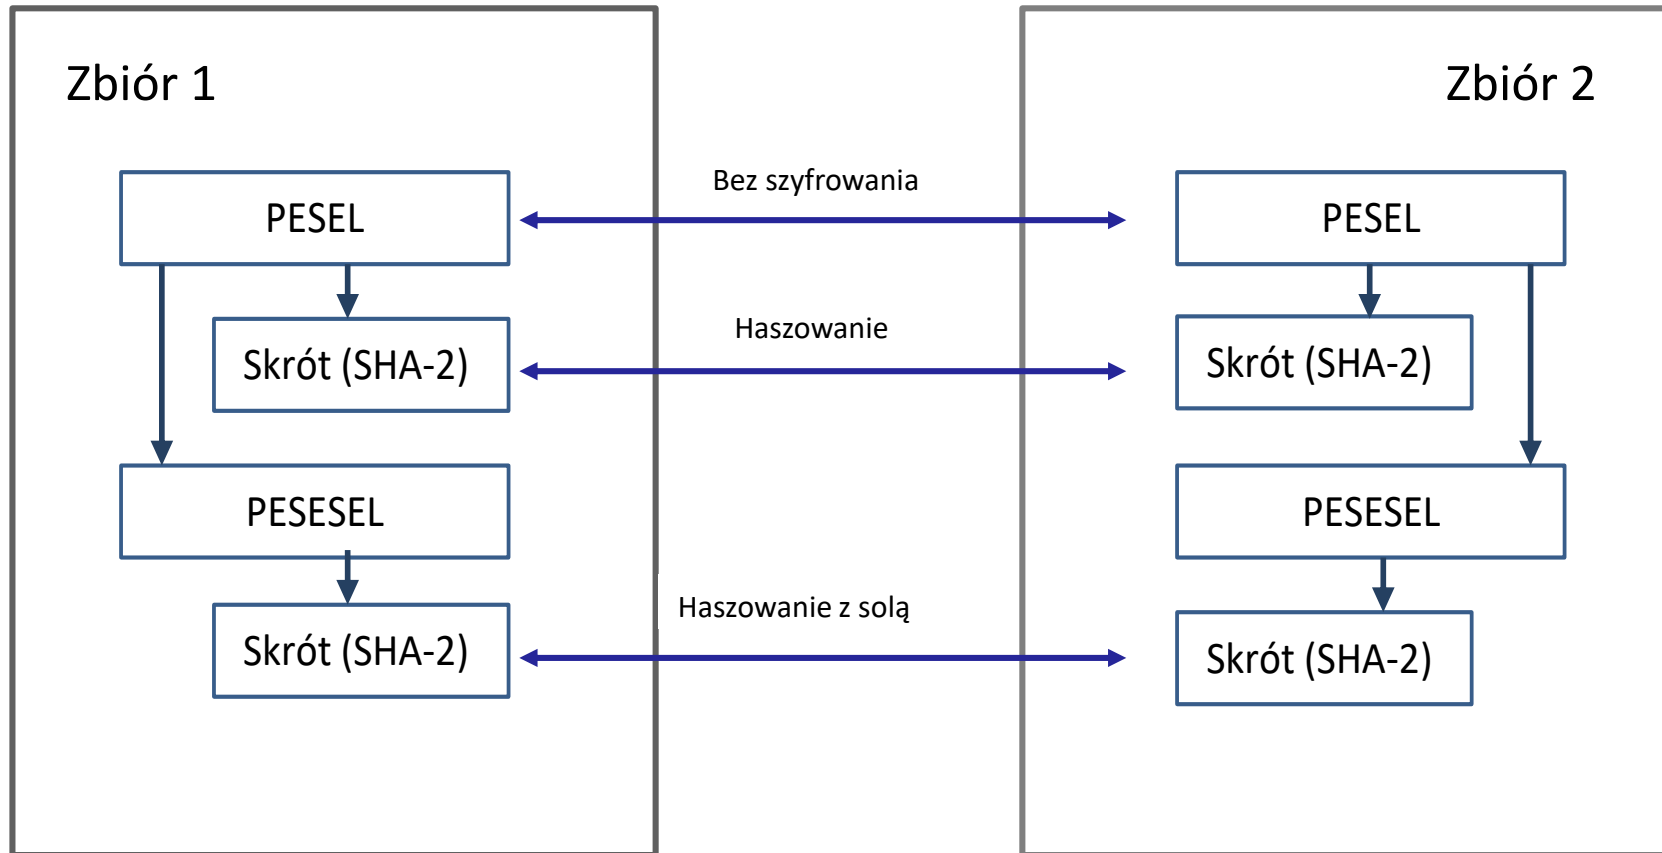 Zbiór 1
Zbiór 2
Bez szyfrowania
PESEL
PESEL
Haszowanie
Skrót (SHA-2)
Skrót (SHA-2)
PESESEL
PESESEL
Haszowanie z solą
Skrót (SHA-2)
Skrót (SHA-2)